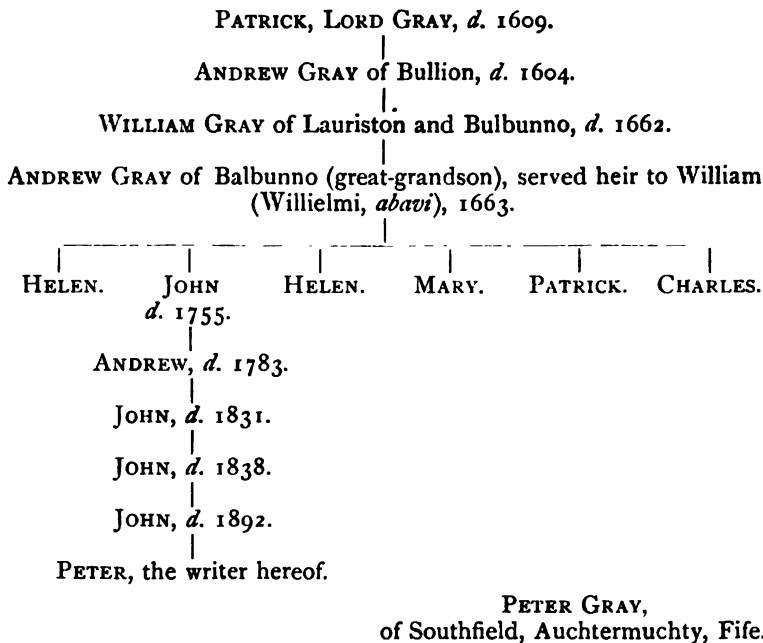 PATRICK, LORD GRAY, d. 1609.
ANDREW GRAY of Bullion, d. 1604.
WILLIAM GRAY of Lauriston and Bulbunno, d. 1662.
ANDREW GRAY of Balbunno (great-grandson), served heir to William
(Willielmi, abavi), 1663.
HELEN. JOHN HELEN. MARY. PATRICK. CHARLES.
d. 1755.
ANDREW, d. 1783.
JOHN, d. 1831.
JOHN, d. 1838.
JOHN, d. 1892.
PETER, the writer hereof.
PETER GRAY,
of Southfield, Auchtermuchty, Fife.